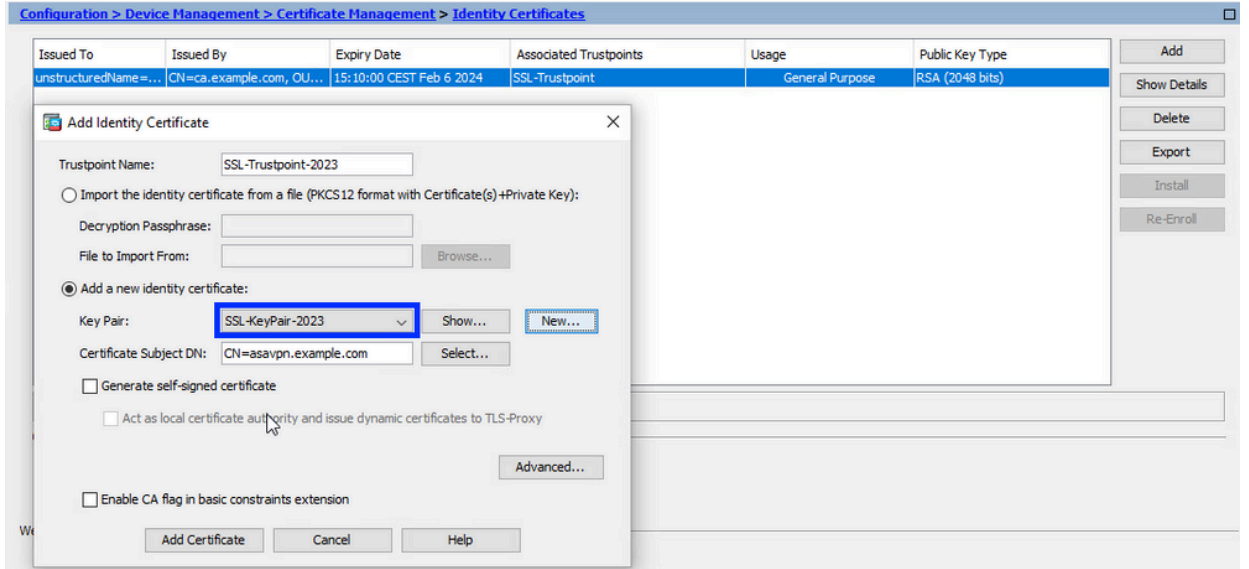 Configuration > Device Management > Certificate Management > Identity Certificates
Issued To Issued By Expiry Date Associated Trustpoints Usage Public Key Type
unstructuredName=... CN=ca.example.com, OU... 15:10:00 CEST Feb 6 2024 SSL-Trustpoint General Purpose RSA (2048 bits)
Add
Show Details
Delete
Export
Install
Re-Enroll
Add Identity Certificate
Trustpoint Name: SSL-Trustpoint-2023
Import the identity certificate from a file (PKCS12 format with Certificate(s)+Private Key):
Decryption Passphrase:
File to Import From: Browse...
Add a new identity certificate:
Key Pair: SSL-KeyPair-2023 Show... New...
Certificate Subject DN: CN=asavpn.example.com Select...
Generate self-signed certificate
Act as local certificate authority and issue dynamic certificates to TLS-Proxy
Advanced...
Enable CA flag in basic constraints extension
Add Certificate Cancel Help